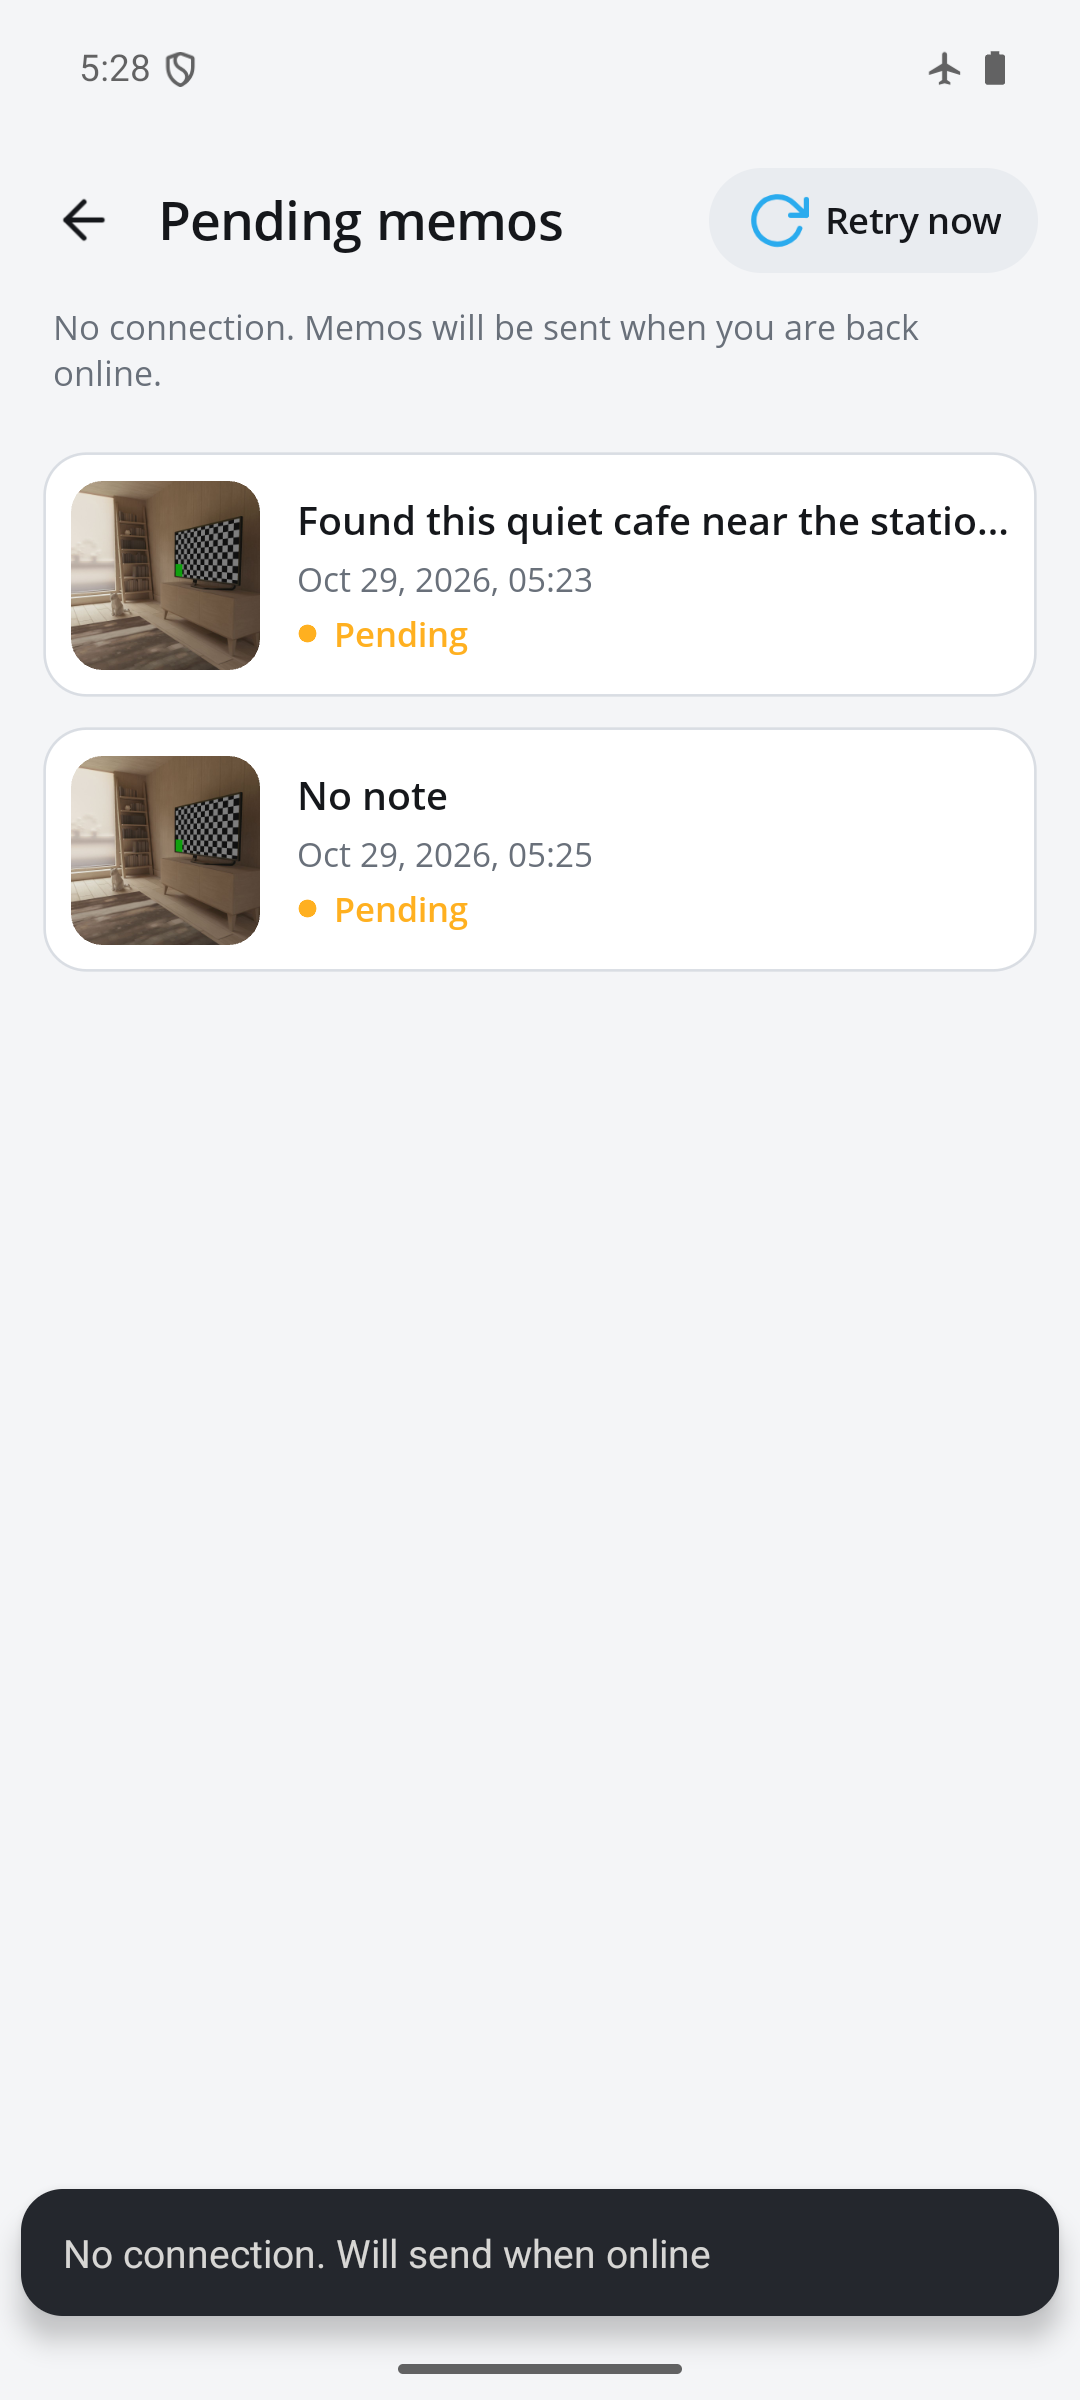 5:28
Pending memos
Retry now
No connection. Memos will be sent when you are back
online.
Found this quiet cafe near the statio...
Oct 29, 2026, 05:23
Pending
No note
Oct 29, 2026, 05:25
Pending
No connection. Will send when online